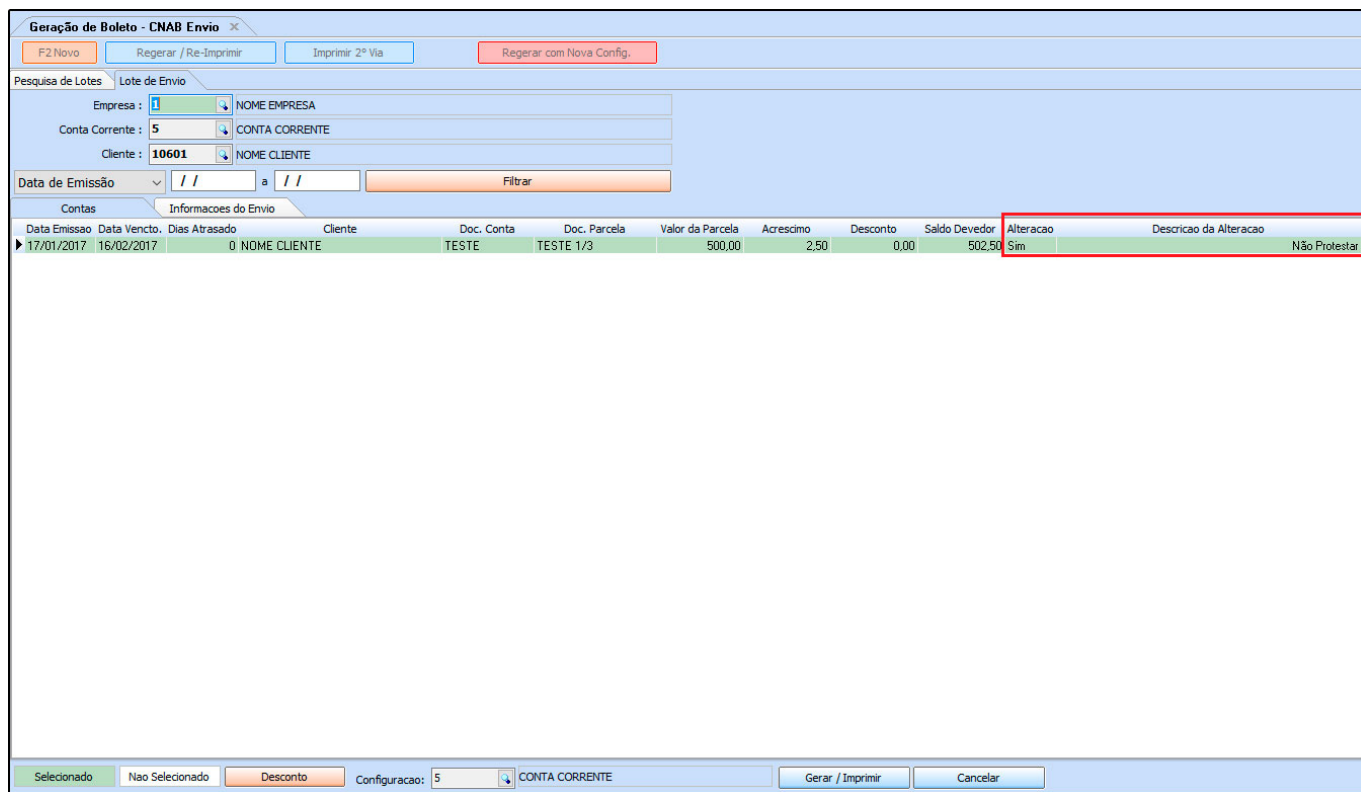 Geração de Boleto - CNAB Envio
F2 Novo Regerar / Re-Imprimir Imprimir 2º Via Regerar com Nova Config.
Pesquisa de Lotes Lote de Envio
Empresa : 1 NOME EMPRESA
Conta Corrente : 5 CONTA CORRENTE
Cliente : 10601 NOME CLIENTE
Data de Emissão / / a / / Filtrar
Contas Informacoes do Envio
Data Emissao Data Vencto. Dias Atrasado Cliente Doc. Conta Doc. Parcela Valor da Parcela Acrescimo Desconto Saldo Devedor Alteracao Descricao da Alteracao
17/01/2017 16/02/2017 0 NOME CLIENTE TESTE TESTE 1/3 500,00 2,50 0,00 502,50 Sim Não Protestar
Selecionado Nao Selecionado Desconto Configuracao: 5 CONTA CORRENTE Gerar / Imprimir Cancelar